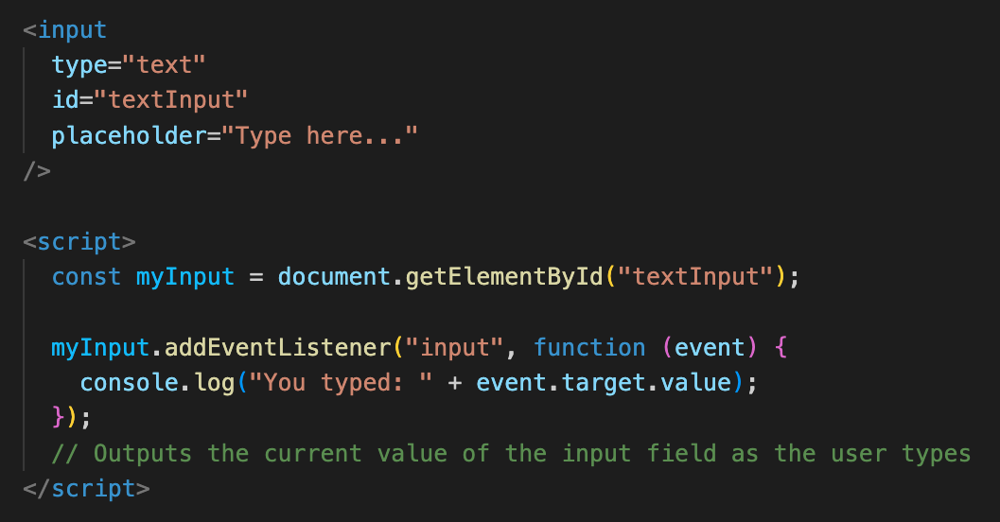 <input
  type="text"
  id="textInput"
  placeholder="Type here..."
/>

<script>
  const myInput = document.getElementById("textInput");

  myInput.addEventListener("input", function (event) {
    console.log("You typed: " + event.target.value);
  });
  // Outputs the current value of the input field as the user types
</script>